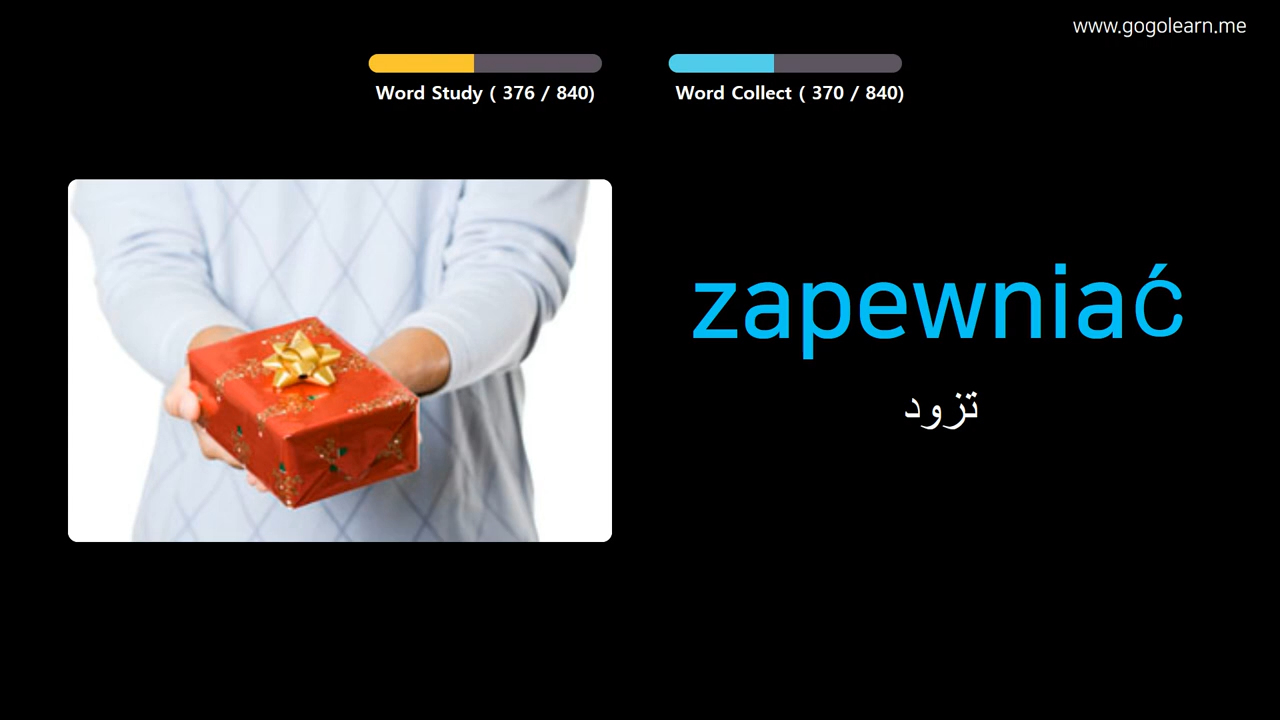 www.gogolearn.me
Word Study ( 376 / 840)
Word Collect ( 370 / 840)
zapewniać
تزود